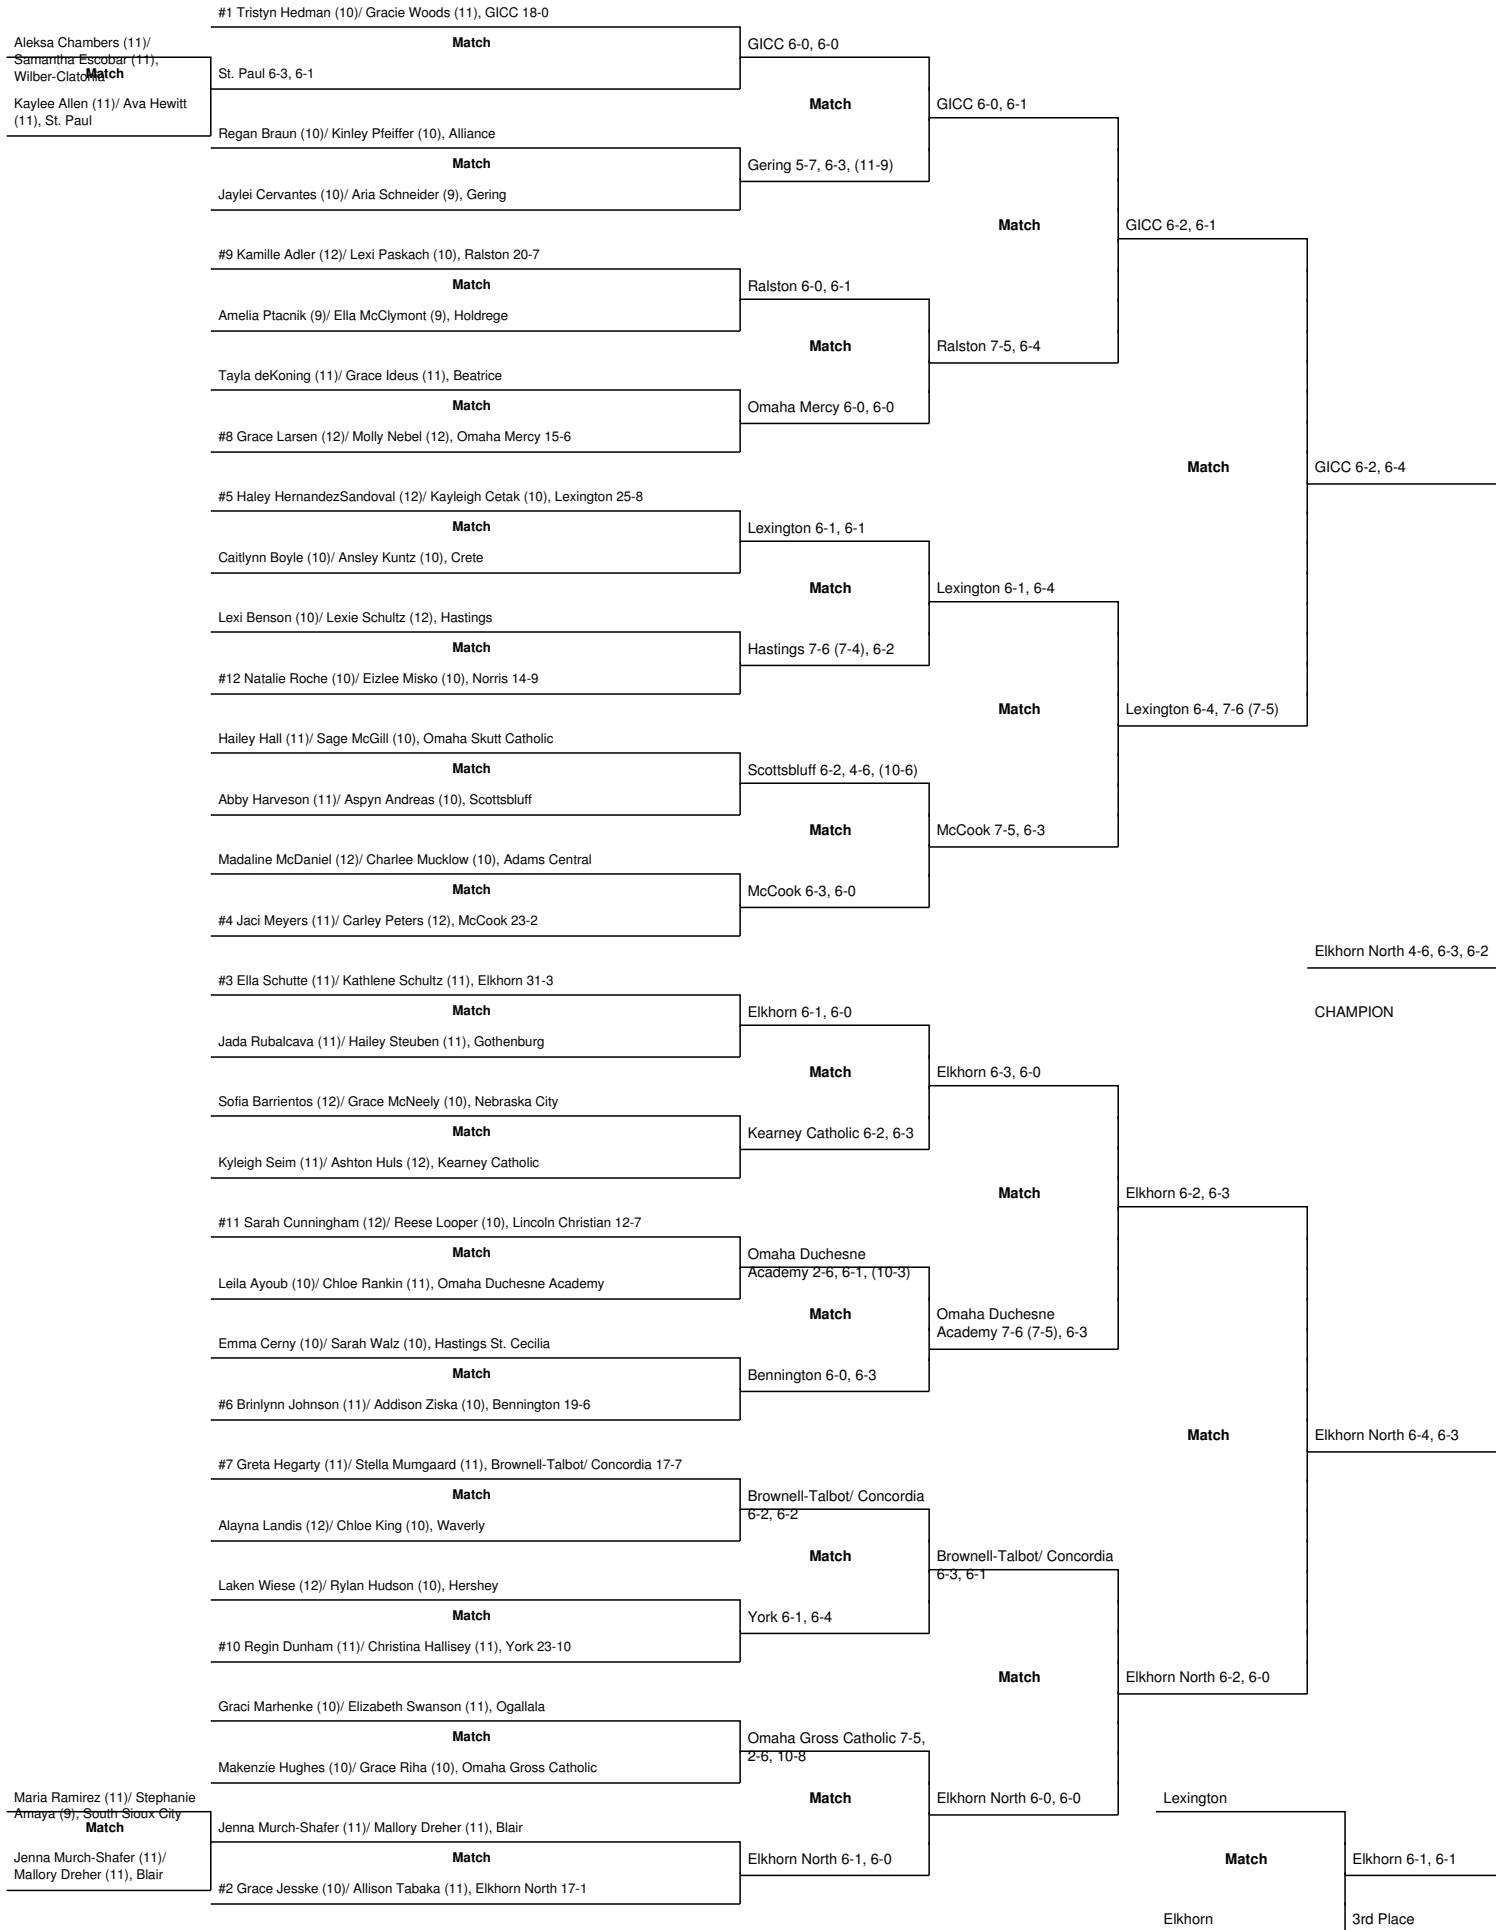 #1 Tristyn Hedman (10)/ Gracie Woods (11), GICC 18-0
Aleksa Chambers (11)/
Samantha Escobar (11),
Wilber-Clatonia
Match
Kaylee Allen (11)/ Ava Hewitt
(11), St. Paul
Match
St. Paul 6-3, 6-1
GICC 6-0, 6-0
Regan Braun (10)/ Kinley Pfeiffer (10), Alliance
Match
Jaylei Cervantes (10)/ Aria Schneider (9), Gering
Match
Gering 5-7, 6-3, (11-9)
GICC 6-0, 6-1
#9 Kamille Adler (12)/ Lexi Paskach (10), Ralston 20-7
Match
Amelia Ptacnik (9)/ Ella McClymont (9), Holdrege
Ralston 6-0, 6-1
Match
GICC 6-2, 6-1
Tayla deKoning (11)/ Grace Ideus (11), Beatrice
Match
#8 Grace Larsen (12)/ Molly Nebel (12), Omaha Mercy 15-6
Match
Omaha Mercy 6-0, 6-0
Ralston 7-5, 6-4
Match
GICC 6-2, 6-4
#5 Haley HernandezSandoval (12)/ Kayleigh Cetak (10), Lexington 25-8
Match
Caitlynn Boyle (10)/ Ansley Kuntz (10), Crete
Lexington 6-1, 6-1
Match
Lexington 6-1, 6-4
Lexi Benson (10)/ Lexie Schultz (12), Hastings
Match
#12 Natalie Roche (10)/ Eizlee Misko (10), Norris 14-9
Hastings 7-6 (7-4), 6-2
Match
Lexington 6-4, 7-6 (7-5)
Hailey Hall (11)/ Sage McGill (10), Omaha Skutt Catholic
Match
Abby Harveson (11)/ Aspyn Andreas (10), Scottsbluff
Scottsbluff 6-2, 4-6, (10-6)
Match
McCook 7-5, 6-3
Madaline McDaniel (12)/ Charlee Mucklow (10), Adams Central
Match
#4 Jaci Meyers (11)/ Carley Peters (12), McCook 23-2
McCook 6-3, 6-0
Elkhorn North 4-6, 6-3, 6-2
CHAMPION
#3 Ella Schutte (11)/ Kathlene Schultz (11), Elkhorn 31-3
Match
Jada Rubalcava (11)/ Hailey Steuben (11), Gothenburg
Elkhorn 6-1, 6-0
Match
Elkhorn 6-3, 6-0
Sofia Barrientos (12)/ Grace McNeely (10), Nebraska City
Match
Kyleigh Seim (11)/ Ashton Huls (12), Kearney Catholic
Kearney Catholic 6-2, 6-3
Match
Elkhorn 6-2, 6-3
#11 Sarah Cunningham (12)/ Reese Looper (10), Lincoln Christian 12-7
Match
Leila Ayoub (10)/ Chloe Rankin (11), Omaha Duchesne Academy
Omaha Duchesne
Academy 2-6, 6-1, (10-3)
Match
Omaha Duchesne
Academy 7-6 (7-5), 6-3
Emma Cerny (10)/ Sarah Walz (10), Hastings St. Cecilia
Match
#6 Brinlynn Johnson (11)/ Addison Ziska (10), Bennington 19-6
Bennington 6-0, 6-3
Match
Elkhorn North 6-4, 6-3
#7 Greta Hegarty (11)/ Stella Mumgaard (11), Brownell-Talbot/ Concordia 17-7
Match
Alayna Landis (12)/ Chloe King (10), Waverly
Brownell-Talbot/ Concordia
6-2, 6-2
Match
Brownell-Talbot/ Concordia
6-3, 6-1
Laken Wiese (12)/ Rylan Hudson (10), Hershey
Match
#10 Regin Dunham (11)/ Christina Hallisey (11), York 23-10
York 6-1, 6-4
Match
Elkhorn North 6-2, 6-0
Graci Marhenke (10)/ Elizabeth Swanson (11), Ogallala
Match
Makenzie Hughes (10)/ Grace Riha (10), Omaha Gross Catholic
Omaha Gross Catholic 7-5,
2-6, 10-8
Match
Elkhorn North 6-0, 6-0
Maria Ramirez (11)/ Stephanie
Amaya (9), South Sioux City
Match
Jenna Murch-Shafer (11)/
Mallory Dreher (11), Blair
Jenna Murch-Shafer (11)/ Mallory Dreher (11), Blair
Match
#2 Grace Jesske (10)/ Allison Tabaka (11), Elkhorn North 17-1
Elkhorn North 6-1, 6-0
Lexington
Match
Elkhorn 6-1, 6-1
Elkhorn
3rd Place